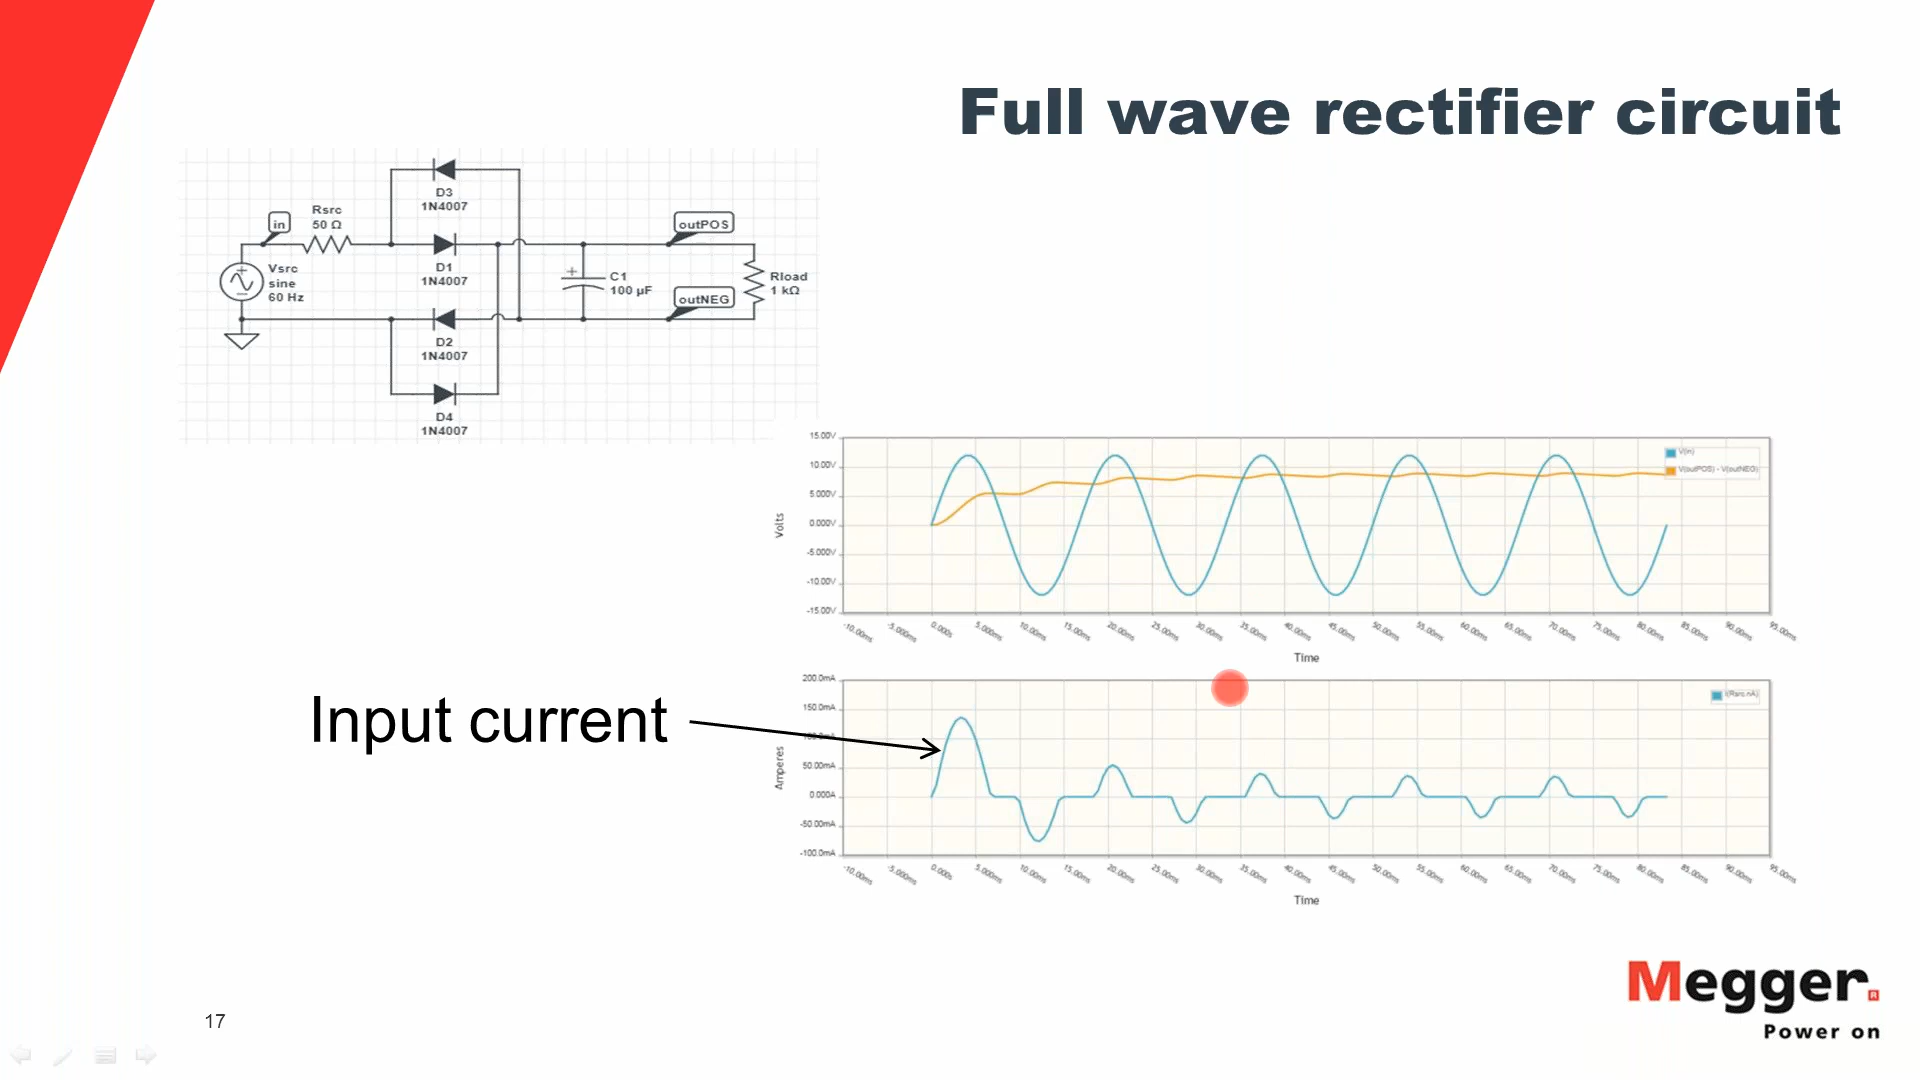 Full wave rectifier circuit
D3
1N4007
Rsrc
50 Ω
in
outPOS
D1
1N4007
Vsrc
sine
60 Hz
+
C1
100 µF
Rload
1 kΩ
outNEG
D2
1N4007
D4
1N4007
15.00V
10.00V
5.000V
0.000V
-5.000V
-10.00V
-15.00V
Volts
V(in)
V(outPOS) - V(outNEG)
-10.00ms -5.000ms 0.000s 5.000ms 10.00ms 15.00ms 20.00ms 25.00ms 30.00ms 35.00ms 40.00ms 45.00ms 50.00ms 55.00ms 60.00ms 65.00ms 70.00ms 75.00ms 80.00ms 85.00ms 90.00ms 95.00ms
Time
Input current
200.0mA
150.0mA
50.00mA
0.000A
-50.00mA
-100.0mA
Amperes
I(Rsrc.nA)
-10.00ms -5.000ms 0.000s 5.000ms 10.00ms 15.00ms 20.00ms 25.00ms 30.00ms 35.00ms 40.00ms 45.00ms 50.00ms 55.00ms 60.00ms 65.00ms 70.00ms 75.00ms 80.00ms 85.00ms 90.00ms 95.00ms
Time
Megger.
Power on
17